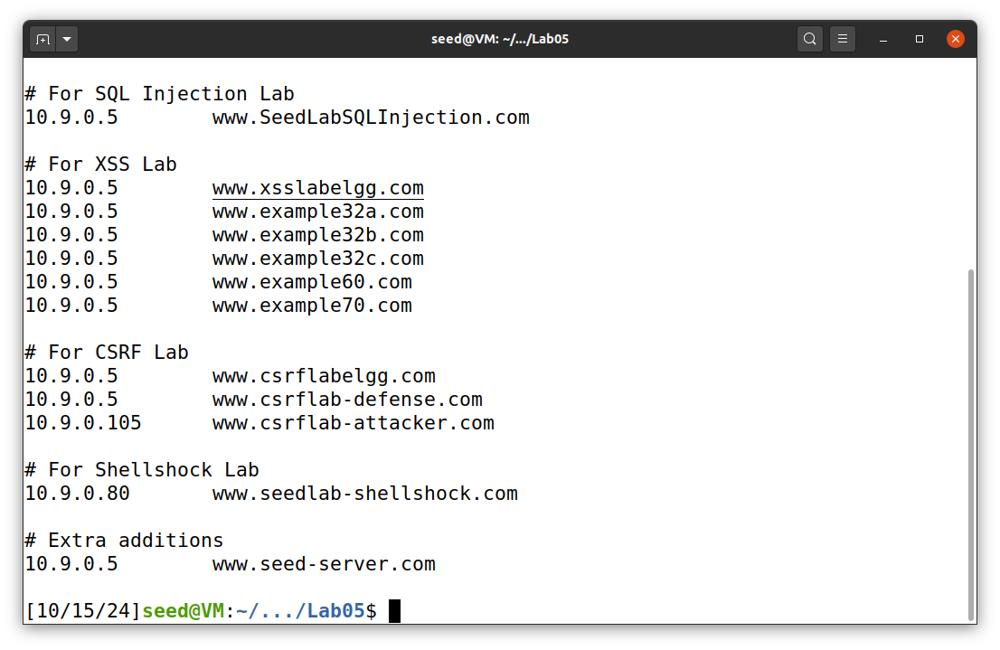 seed@VM: ~/.../Lab05
# For SQL Injection Lab
10.9.0.5        www.SeedLabSQLInjection.com
# For XSS Lab
10.9.0.5        www.xsslabelgg.com
10.9.0.5        www.example32a.com
10.9.0.5        www.example32b.com
10.9.0.5        www.example32c.com
10.9.0.5        www.example60.com
10.9.0.5        www.example70.com
# For CSRF Lab
10.9.0.5        www.csrflabelgg.com
10.9.0.5        www.csrflab-defense.com
10.9.0.105      www.csrflab-attacker.com
# For Shellshock Lab
10.9.0.80       www.seedlab-shellshock.com
# Extra additions
10.9.0.5        www.seed-server.com
[10/15/24]seed@VM:~/.../Lab05$